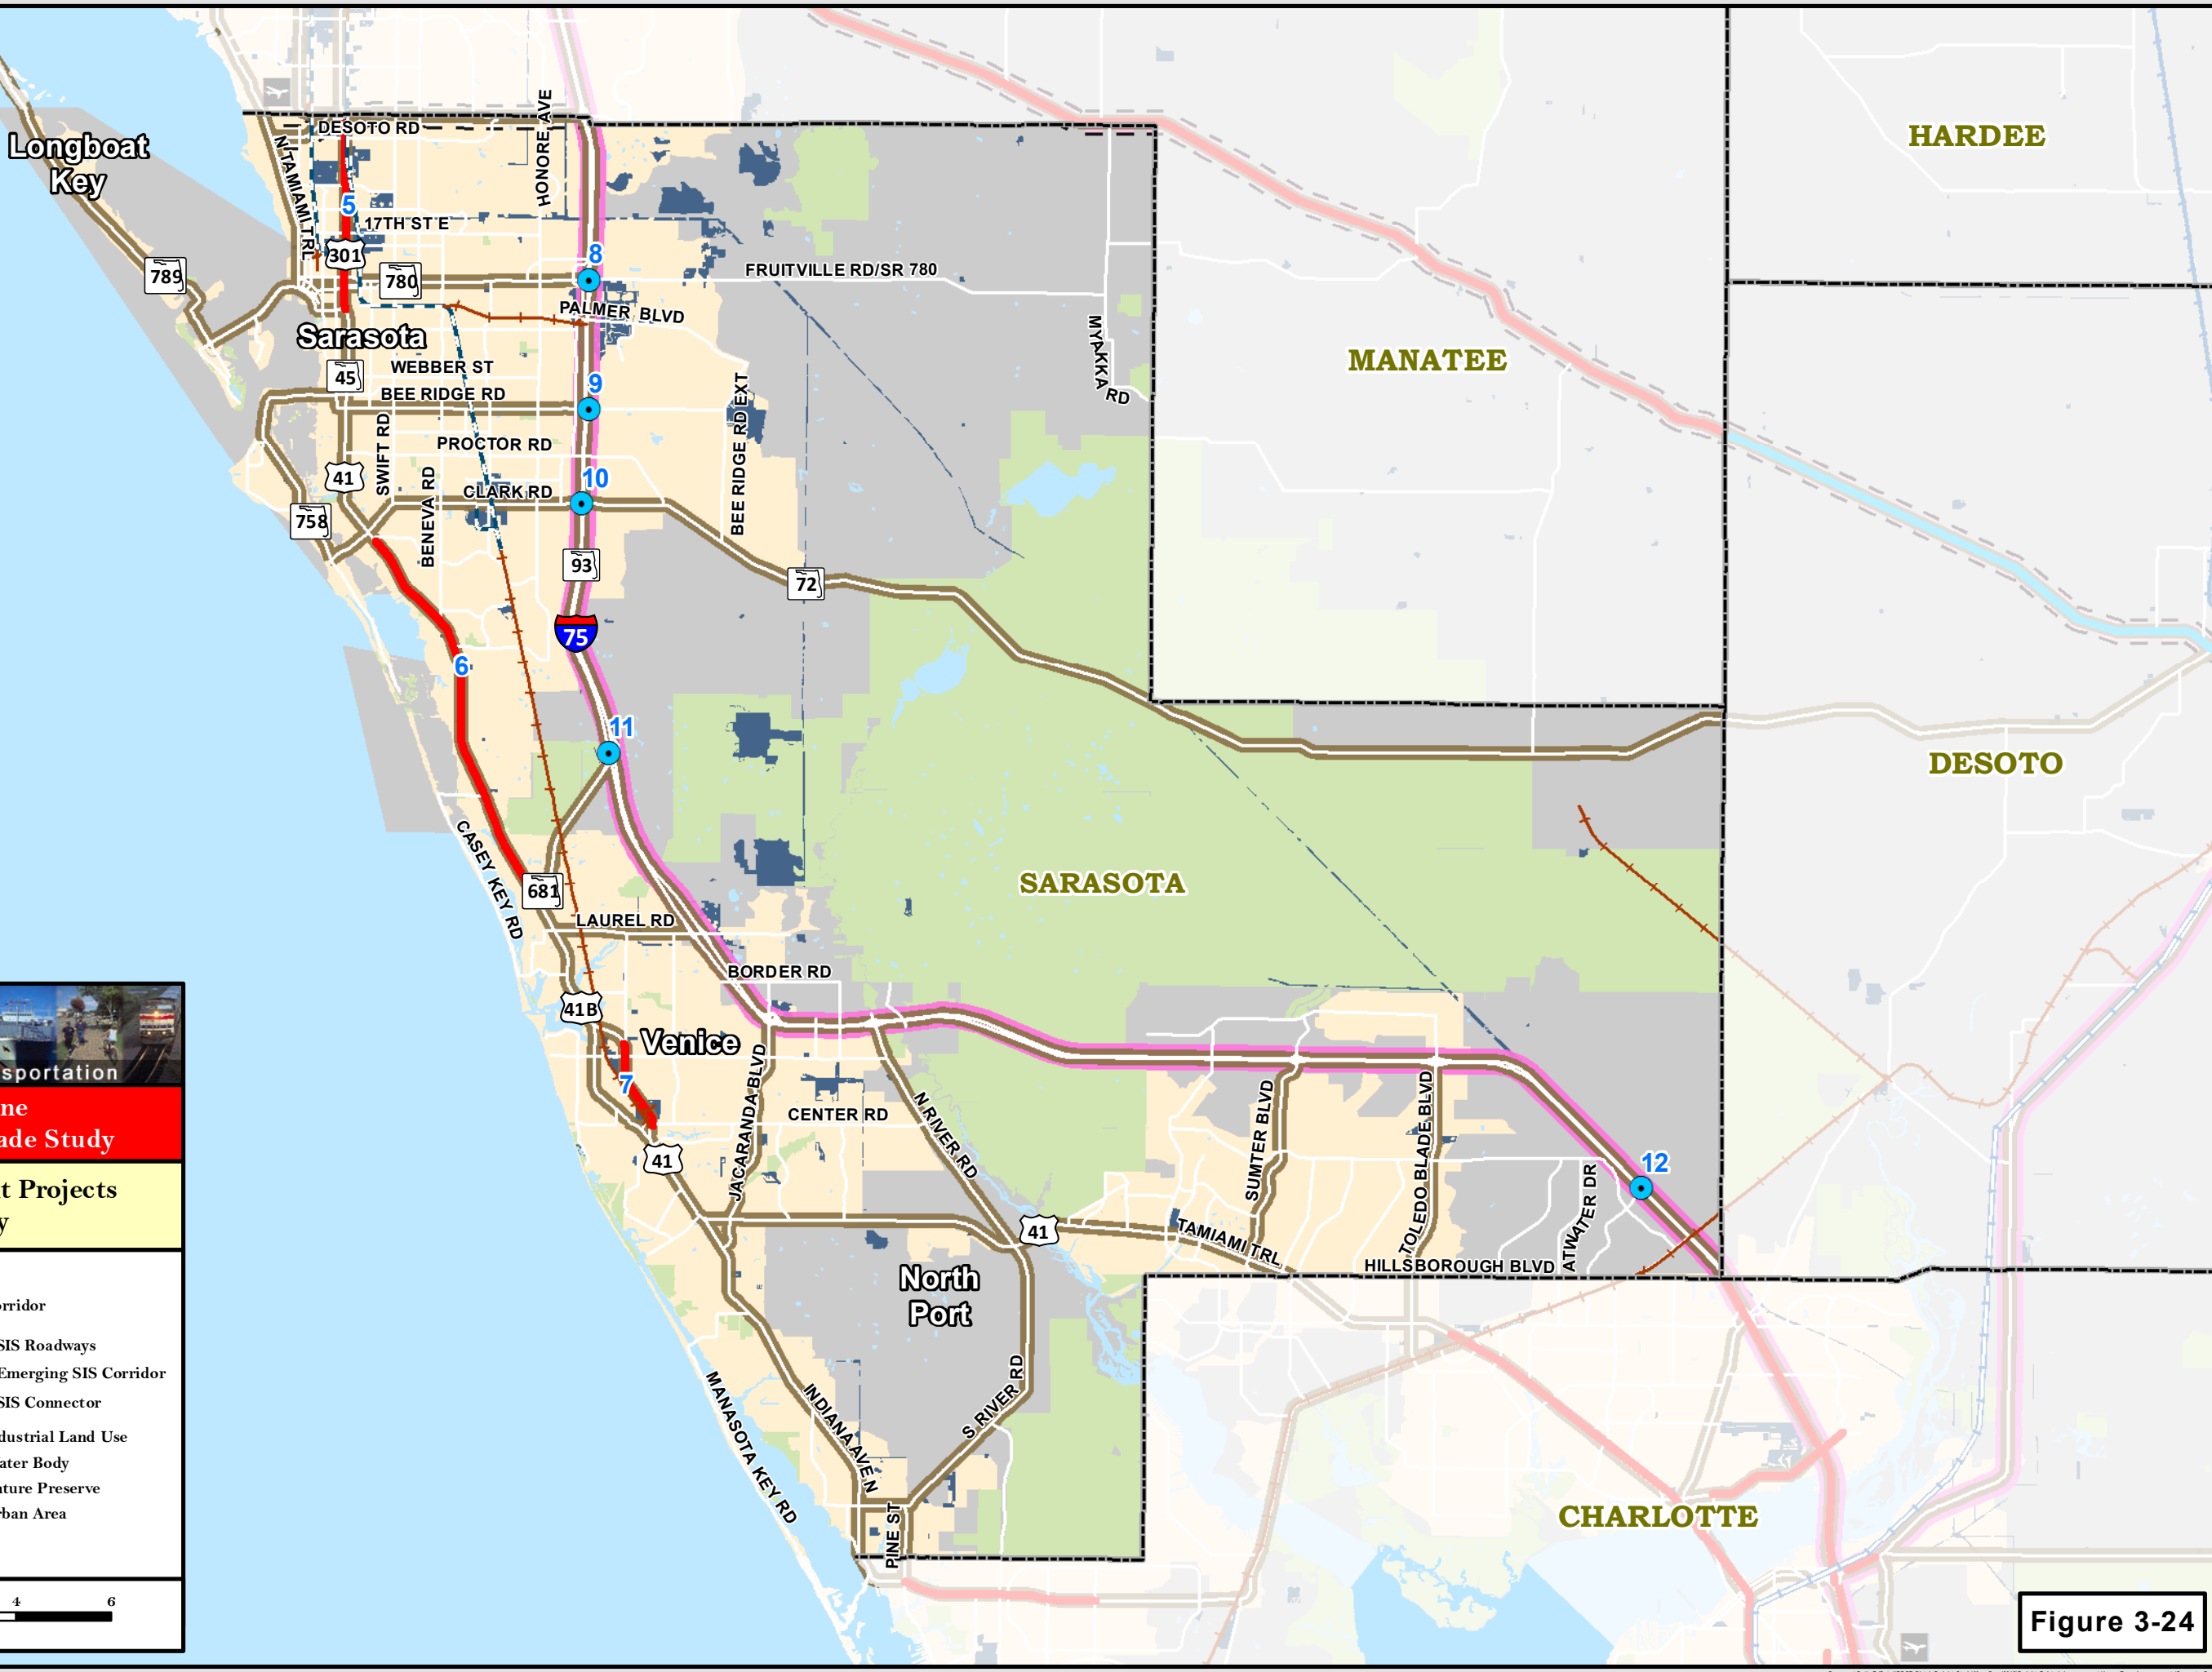 HARDEE
Longboat
Key
DESOTO RD
HONORE AVE
N TAMIAMI TRL
5
17TH ST E
301
8
789
780
FRUITVILLE RD/SR 780
PALMER BLVD
Sarasota
MYAKKA RD
MANATEE
WEBBER ST
45
9
BEE RIDGE RD
BEE RIDGE RD EXT
SWIFT RD
PROCTOR RD
41
10
BENEVA RD
CLARK RD
758
93
72
75
6
11
DESOTO
CASEY KEY RD
681
SARASOTA
LAUREL RD
BORDER RD
41B
Venice
7
JACARANDA BLVD
CENTER RD
N RIVER RD
SUMTER BLVD
TOLEDO BLADE BLVD
41
ATWATER DR
12
41
TAMIAMI TRL
HILLSBOROUGH BLVD
North
Port
S RIVER RD
INDIANA AVE N
MANASOTA KEY RD
PINE ST
CHARLOTTE
sportation
ne
ade Study
t Projects
y
orridor
SIS Roadways
Emerging SIS Corridor
SIS Connector
dustrial Land Use
ater Body
ature Preserve
rban Area
4 6
Figure 3-24